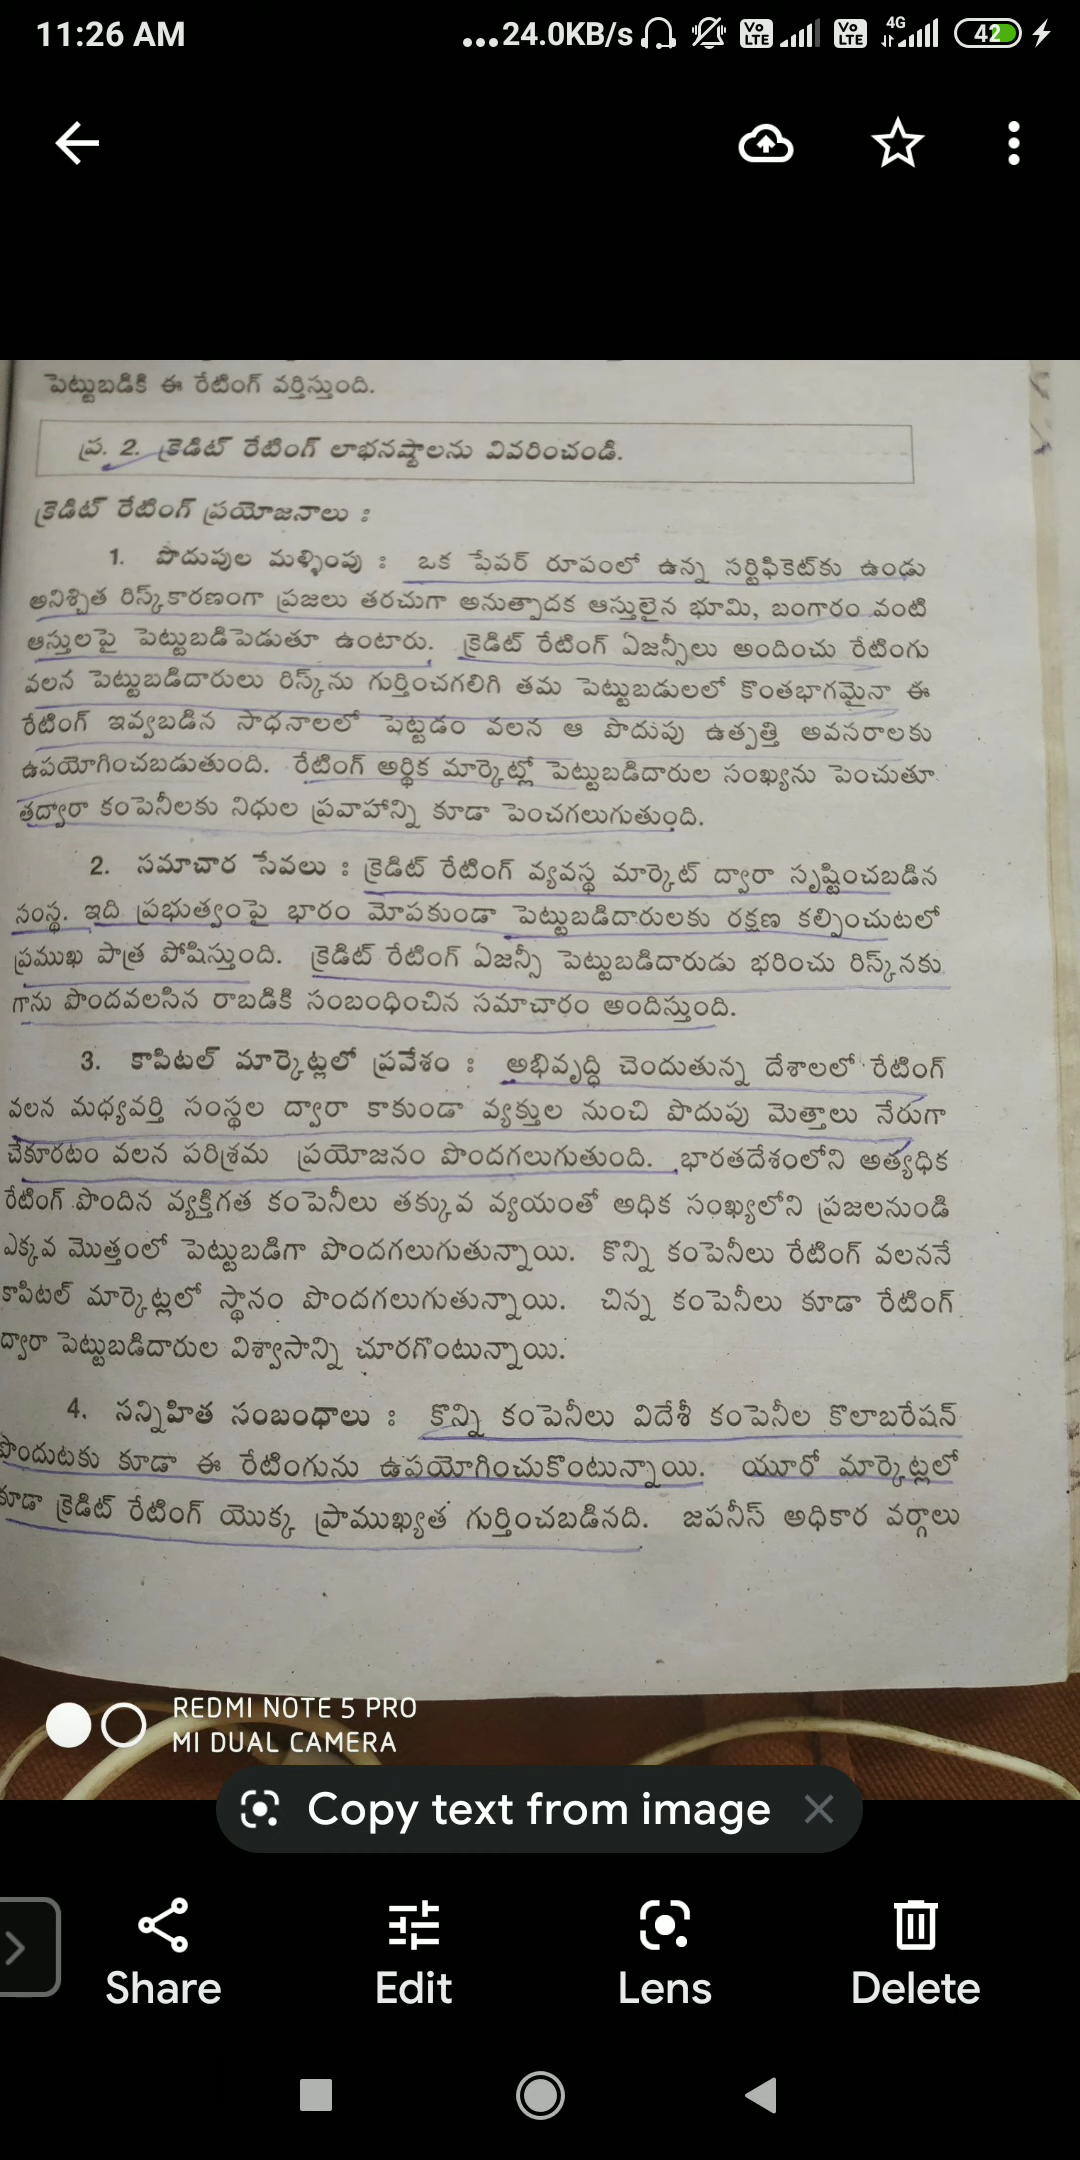 11:26 AM
...24.0KB/s Vo LTE Vo LTE 4G 42
పెట్టుబడికి ఈ రేటింగ్ వర్తిస్తుంది.
ప్ర. 2. క్రెడిట్ రేటింగ్ లాభనష్టాలను వివరించండి.
క్రెడిట్ రేటింగ్ ప్రయోజనాలు :
1. పొదుపుల మళ్ళింపు : ఒక పేపర్ రూపంలో ఉన్న సర్టిఫికెట్‌కు ఉండు
అనిశ్చిత రిస్క్‌కారణంగా ప్రజలు తరచుగా అనుత్పాదక ఆస్తులైన భూమి, బంగారం వంటి
ఆస్తులపై పెట్టుబడిపెడుతూ ఉంటారు. క్రెడిట్ రేటింగ్ ఏజన్సీలు అందించు రేటింగు
వలన పెట్టుబడిదారులు రిస్క్‌ను గుర్తించగలిగి తమ పెట్టుబడులలో కొంతభాగమైనా ఈ
రేటింగ్ ఇవ్వబడిన సాధనాలలో పెట్టడం వలన ఆ పొదుపు ఉత్పత్తి అవసరాలకు
ఉపయోగించబడుతుంది. రేటింగ్ అర్థిక మార్కెట్లో పెట్టుబడిదారుల సంఖ్యను పెంచుతూ
తద్వారా కంపెనీలకు నిధుల ప్రవాహాన్ని కూడా పెంచగలుగుతుంది.
2. సమాచార సేవలు : క్రెడిట్ రేటింగ్ వ్యవస్థ మార్కెట్ ద్వారా సృష్టించబడిన
సంస్థ. ఇది ప్రభుత్వంపై భారం మోపకుండా పెట్టుబడిదారులకు రక్షణ కల్పించుటలో
ప్రముఖ పాత్ర పోషిస్తుంది. క్రెడిట్ రేటింగ్ ఏజన్సీ పెట్టుబడిదారుడు భరించు రిస్క్‌నకు
గాను పొందవలసిన రాబడికి సంబంధించిన సమాచారం అందిస్తుంది.
3. కాపిటల్ మార్కెట్లలో ప్రవేశం : అభివృద్ధి చెందుతున్న దేశాలలో రేటింగ్
వలన మధ్యవర్తి సంస్థల ద్వారా కాకుండా వ్యక్తుల నుంచి పొదుపు మెత్తాలు నేరుగా
చేకూరటం వలన పరిశ్రమ ప్రయోజనం పొందగలుగుతుంది. భారతదేశంలోని అత్యధిక
రేటింగ్ పొందిన వ్యక్తిగత కంపెనీలు తక్కువ వ్యయంతో అధిక సంఖ్యలోని ప్రజలనుండి
ఎక్కవ మొత్తంలో పెట్టుబడిగా పొందగలుగుతున్నాయి. కొన్ని కంపెనీలు రేటింగ్ వలననే
కాపిటల్ మార్కెట్లలో స్థానం పొందగలుగుతున్నాయి. చిన్న కంపెనీలు కూడా రేటింగ్
ద్వారా పెట్టుబడిదారుల విశ్వాసాన్ని చూరగొంటున్నాయి.
4. సన్నిహిత సంబంధాలు : కొన్ని కంపెనీలు విదేశీ కంపెనీల కొలాబరేషన్
పొందుటకు కూడా ఈ రేటింగును ఉపయోగించుకొంటున్నాయి. యూరో మార్కెట్లలో
కూడా క్రెడిట్ రేటింగ్ యొక్క ప్రాముఖ్యత గుర్తించబడినది. జపనీస్ అధికార వర్గాలు
REDMI NOTE 5 PRO
MI DUAL CAMERA
Copy text from image
Share Edit Lens Delete